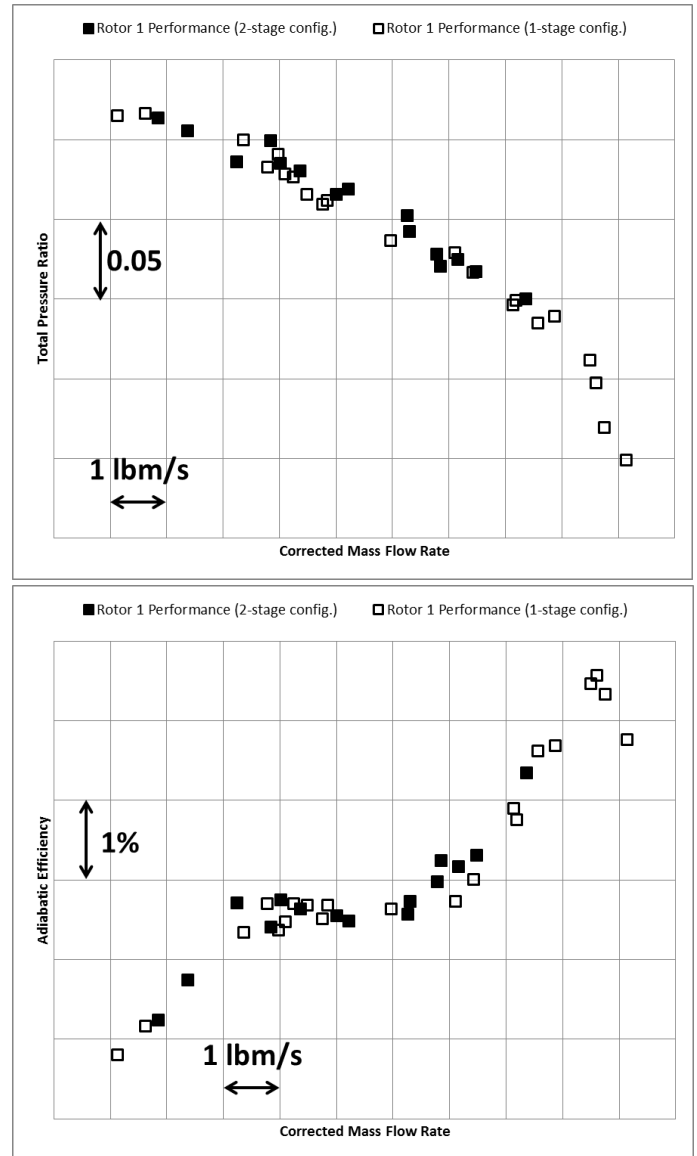 Rotor 1 Performance (2-stage config.) Rotor 1 Performance (1-stage config.)
Total Pressure Ratio
0.05
1 lbm/s
Corrected Mass Flow Rate
Rotor 1 Performance (2-stage config.) Rotor 1 Performance (1-stage config.)
Adiabatic Efficiency
1%
1 lbm/s
Corrected Mass Flow Rate